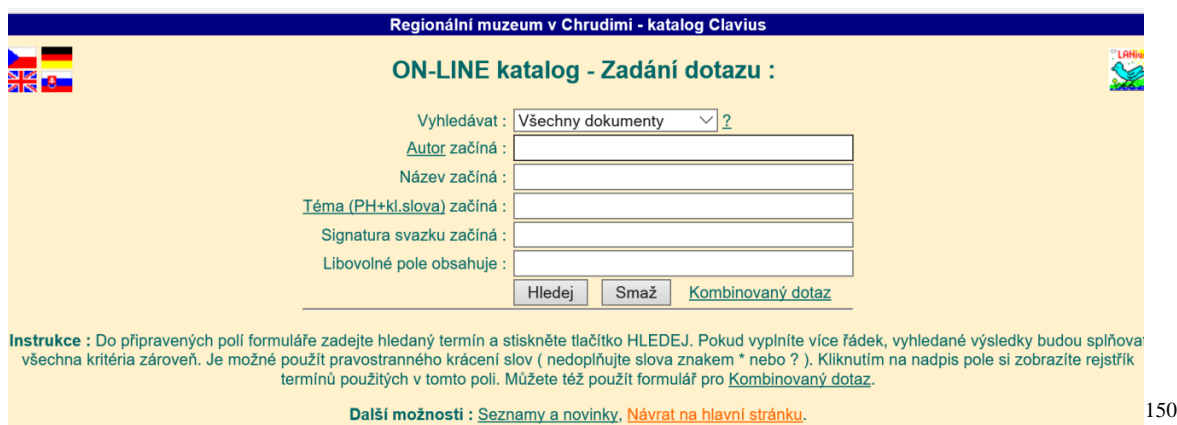 Regionální muzeum v Chrudimi - katalog Clavius
LANius
ON-LINE katalog - Zadání dotazu :
Vyhledávat : Všechny dokumenty ?
Autor začíná :
Název začíná :
Téma (PH+kl.slova) začíná :
Signatura svazku začíná :
Libovolné pole obsahuje :
Hledej Smaž Kombinovaný dotaz
Instrukce : Do připravených polí formuláře zadejte hledaný termín a stiskněte tlačítko HLEDEJ. Pokud vyplníte více řádek, vyhledané výsledky budou splňovat
všechna kritéria zároveň. Je možné použít pravostranného krácení slov ( nedoplňujte slova znakem * nebo ? ). Kliknutím na nadpis pole si zobrazíte rejstřík
termínů použitých v tomto poli. Můžete též použít formulář pro Kombinovaný dotaz.
Další možnosti : Seznamy a novinky, Návrat na hlavní stránku.
150